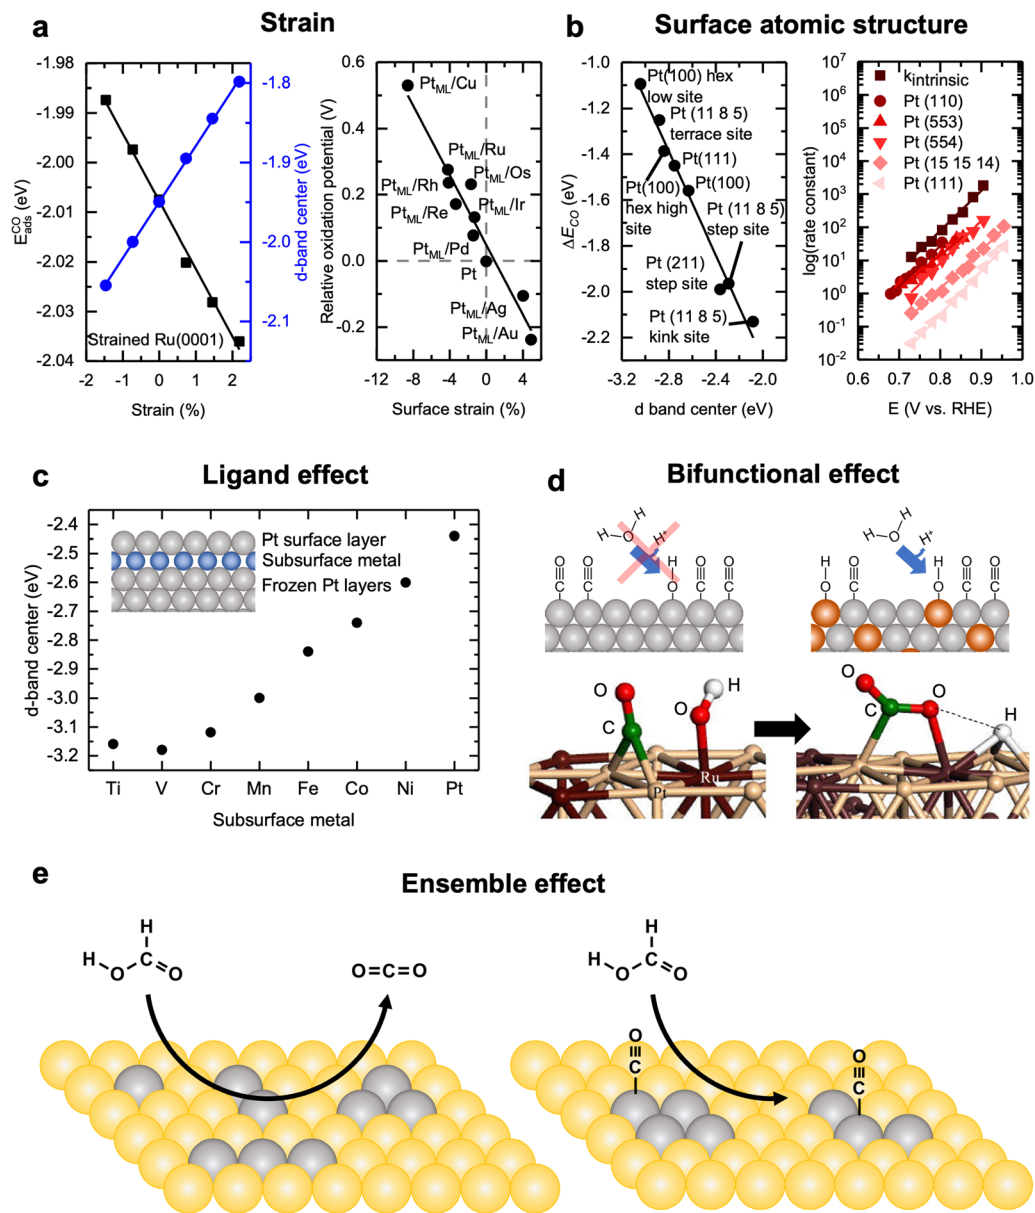 a
Strain
-1.98
-1.99
-2.00
-2.01
-2.02
-2.03
-2.04
E_ads^CO (eV)
-1.8
-1.9
-2.0
-2.1
d-band center (eV)
Strained Ru(0001)
-2 -1 0 1 2
Strain (%)
0.6
0.4
0.2
0.0
-0.2
Relative oxidation potential (V)
Pt_ML/Cu
Pt_ML/Ru
Pt_ML/Os
Pt_ML/Rh
Pt_ML/Ir
Pt_ML/Re
Pt_ML/Pd
Pt
Pt_ML/Ag
Pt_ML/Au
-12 -8 -4 0 4 8
Surface strain (%)
b
Surface atomic structure
-1.0
-1.2
-1.4
-1.6
-1.8
-2.0
-2.2
ΔE_CO (eV)
Pt(100) hex
low site
Pt (11 8 5)
terrace site
Pt(111)
Pt(100)
hex high
site
Pt(100)
Pt (11 8 5)
step site
Pt (211)
step site
Pt (11 8 5)
kink site
-3.2 -2.8 -2.4 -2.0
d band center (eV)
10^7
10^6
10^5
10^4
10^3
10^2
10^1
10^0
10^-1
10^-2
log(rate constant)
k_intrinsic
Pt (110)
Pt (553)
Pt (554)
Pt (15 15 14)
Pt (111)
0.6 0.7 0.8 0.9 1.0
E (V vs. RHE)
c
Ligand effect
-2.4
-2.5
-2.6
-2.7
-2.8
-2.9
-3.0
-3.1
-3.2
d-band center (eV)
Pt surface layer
Subsurface metal
Frozen Pt layers
Ti V Cr Mn Fe Co Ni Pt
Subsurface metal
d
Bifunctional effect
H
H O
H+
O O H O O
C C O C C
H
H O
H+
H O H O O
O C O C C
O
C
O
H
Pt
Ru
O
C
O
H
e
Ensemble effect
H
H O C O
O=C=O
H
H O C O
O
C
O
C